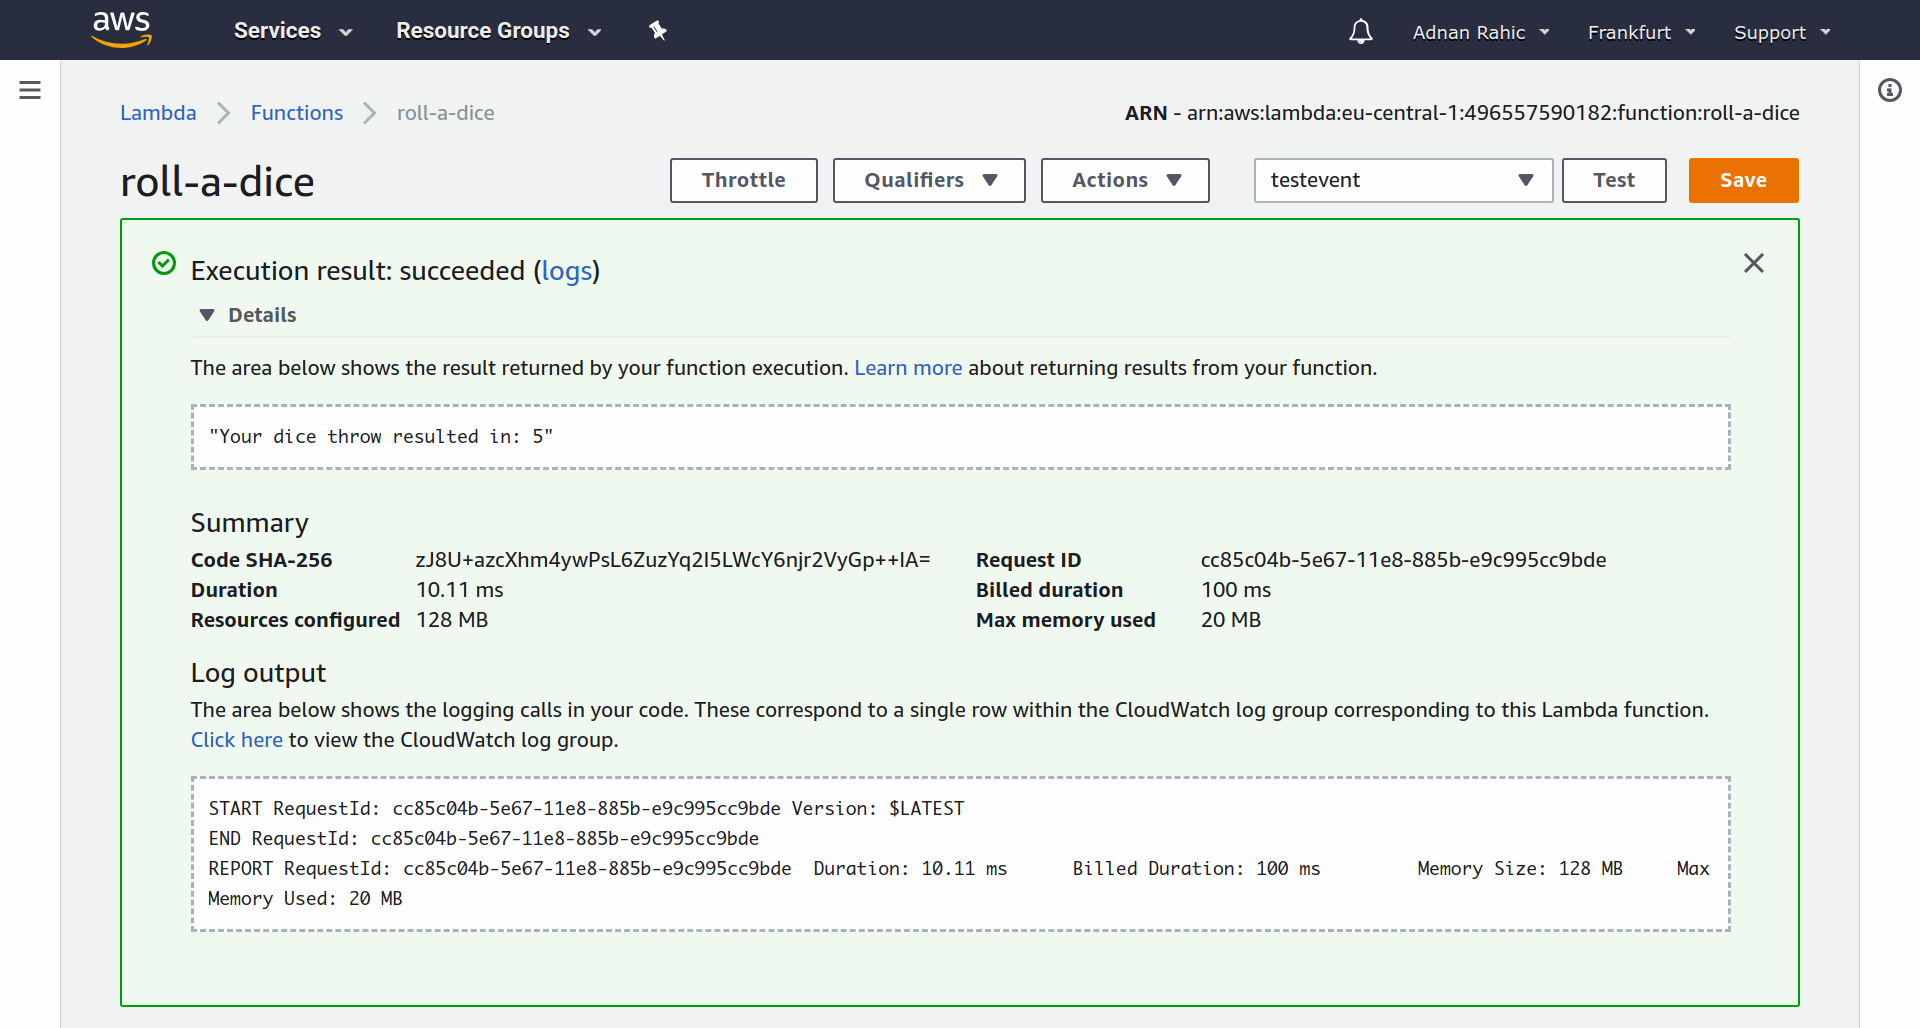 aws Services Resource Groups Adnan Rahic Frankfurt Support
Lambda Functions roll-a-dice ARN - arn:aws:lambda:eu-central-1:496557590182:function:roll-a-dice
roll-a-dice Throttle Qualifiers Actions testevent Test Save
Execution result: succeeded (logs)
Details
The area below shows the result returned by your function execution. Learn more about returning results from your function.
"Your dice throw resulted in: 5"
Summary
Code SHA-256 zJ8U+azcXhm4ywPsL6ZuzYq2I5LWcY6njr2VyGp++IA= Request ID cc85c04b-5e67-11e8-885b-e9c995cc9bde
Duration 10.11 ms Billed duration 100 ms
Resources configured 128 MB Max memory used 20 MB
Log output
The area below shows the logging calls in your code. These correspond to a single row within the CloudWatch log group corresponding to this Lambda function.
Click here to view the CloudWatch log group.
START RequestId: cc85c04b-5e67-11e8-885b-e9c995cc9bde Version: $LATEST
END RequestId: cc85c04b-5e67-11e8-885b-e9c995cc9bde
REPORT RequestId: cc85c04b-5e67-11e8-885b-e9c995cc9bde Duration: 10.11 ms Billed Duration: 100 ms Memory Size: 128 MB Max
Memory Used: 20 MB